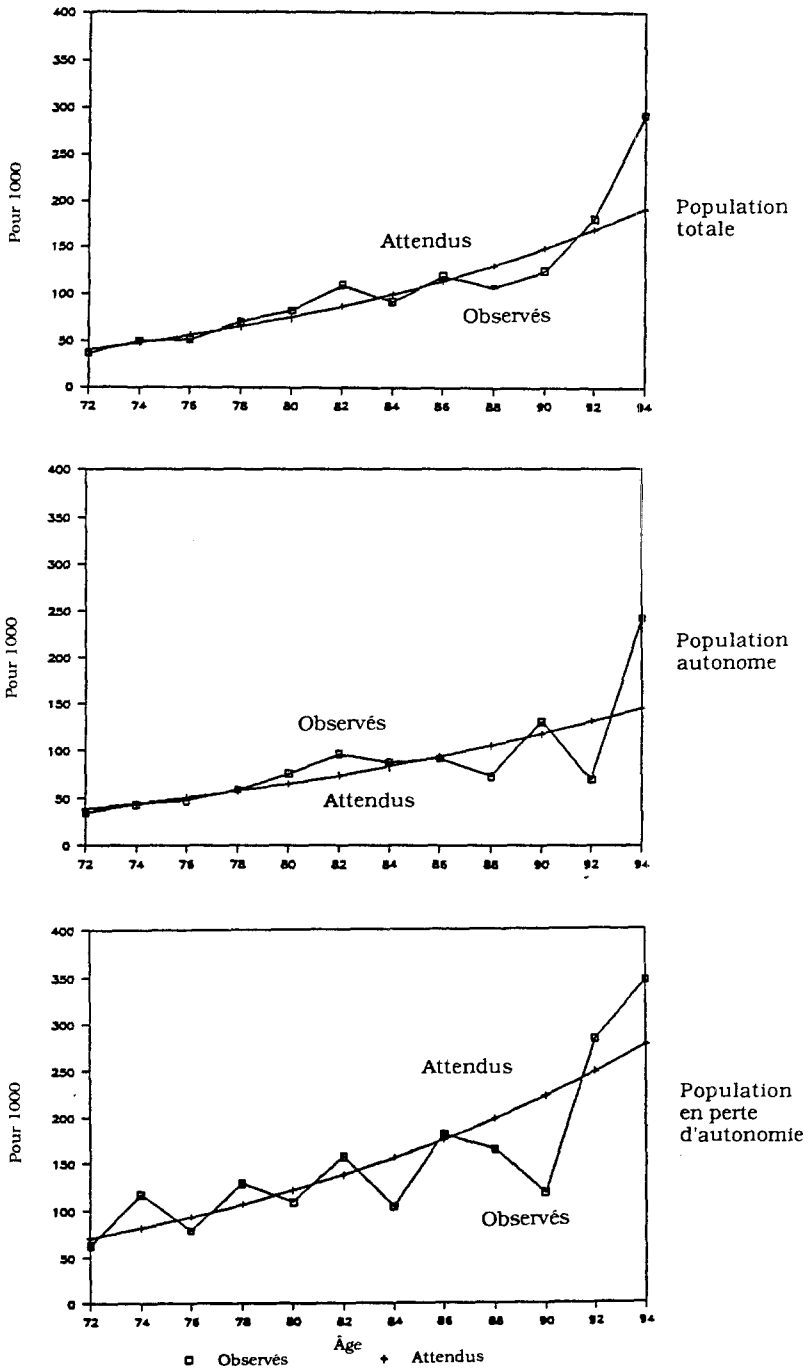 400
350
300
250
200
150
100
50
0
Pour 1000
Attendus
Observés
Population
totale
72 74 76 78 80 82 84 86 88 90 92 94
400
350
300
250
200
150
100
50
0
Pour 1000
Observés
Attendus
Population
autonome
72 74 76 78 80 82 84 86 88 90 92 94
400
350
300
250
200
150
100
50
0
Pour 1000
Attendus
Observés
Population
en perte
d'autonomie
72 74 76 78 80 82 84 86 88 90 92 94
Âge
Observés Attendus